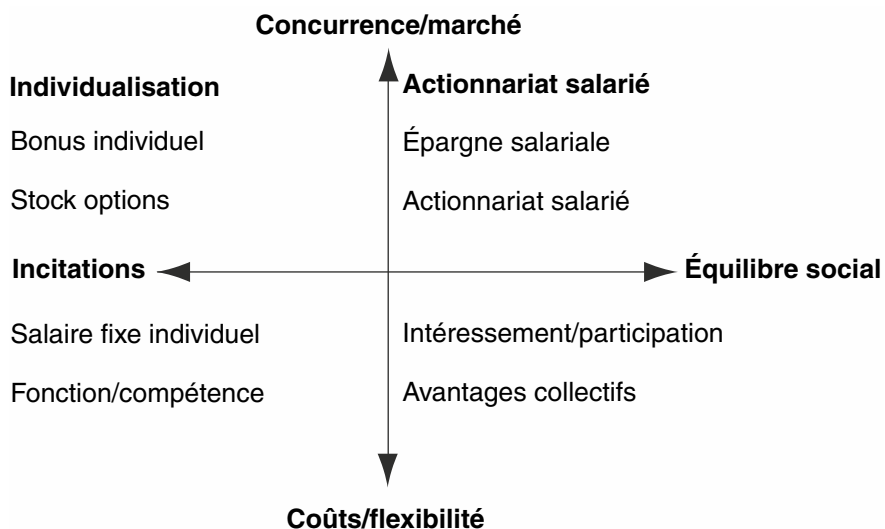 Concurrence/marché
Individualisation
Actionnariat salarié
Bonus individuel
Épargne salariale
Stock options
Actionnariat salarié
Incitations
Équilibre social
Salaire fixe individuel
Intéressement/participation
Fonction/compétence
Avantages collectifs
Coûts/flexibilité